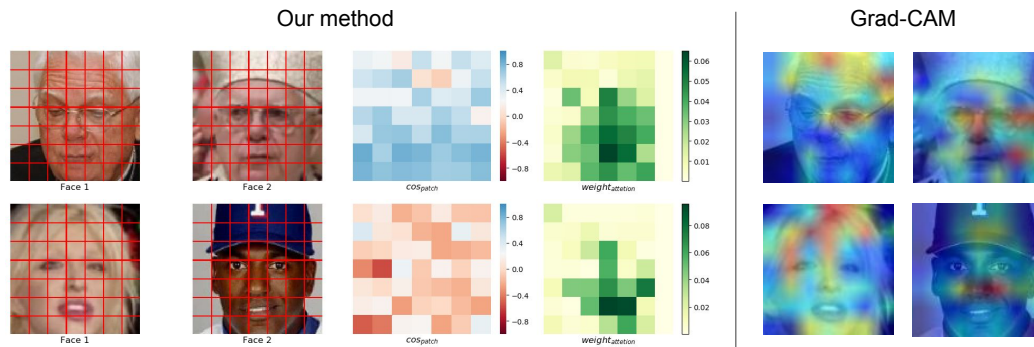 Our method
Grad-CAM
0.8
0.4
0.0
−0.4
−0.8
0.06
0.05
0.04
0.03
0.02
0.01
Face 1
Face 2
cos_patch
weight_attetion
I
0.8
0.4
0.0
−0.4
−0.8
0.08
0.06
0.04
0.02
Face 1
Face 2
cos_patch
weight_attetion